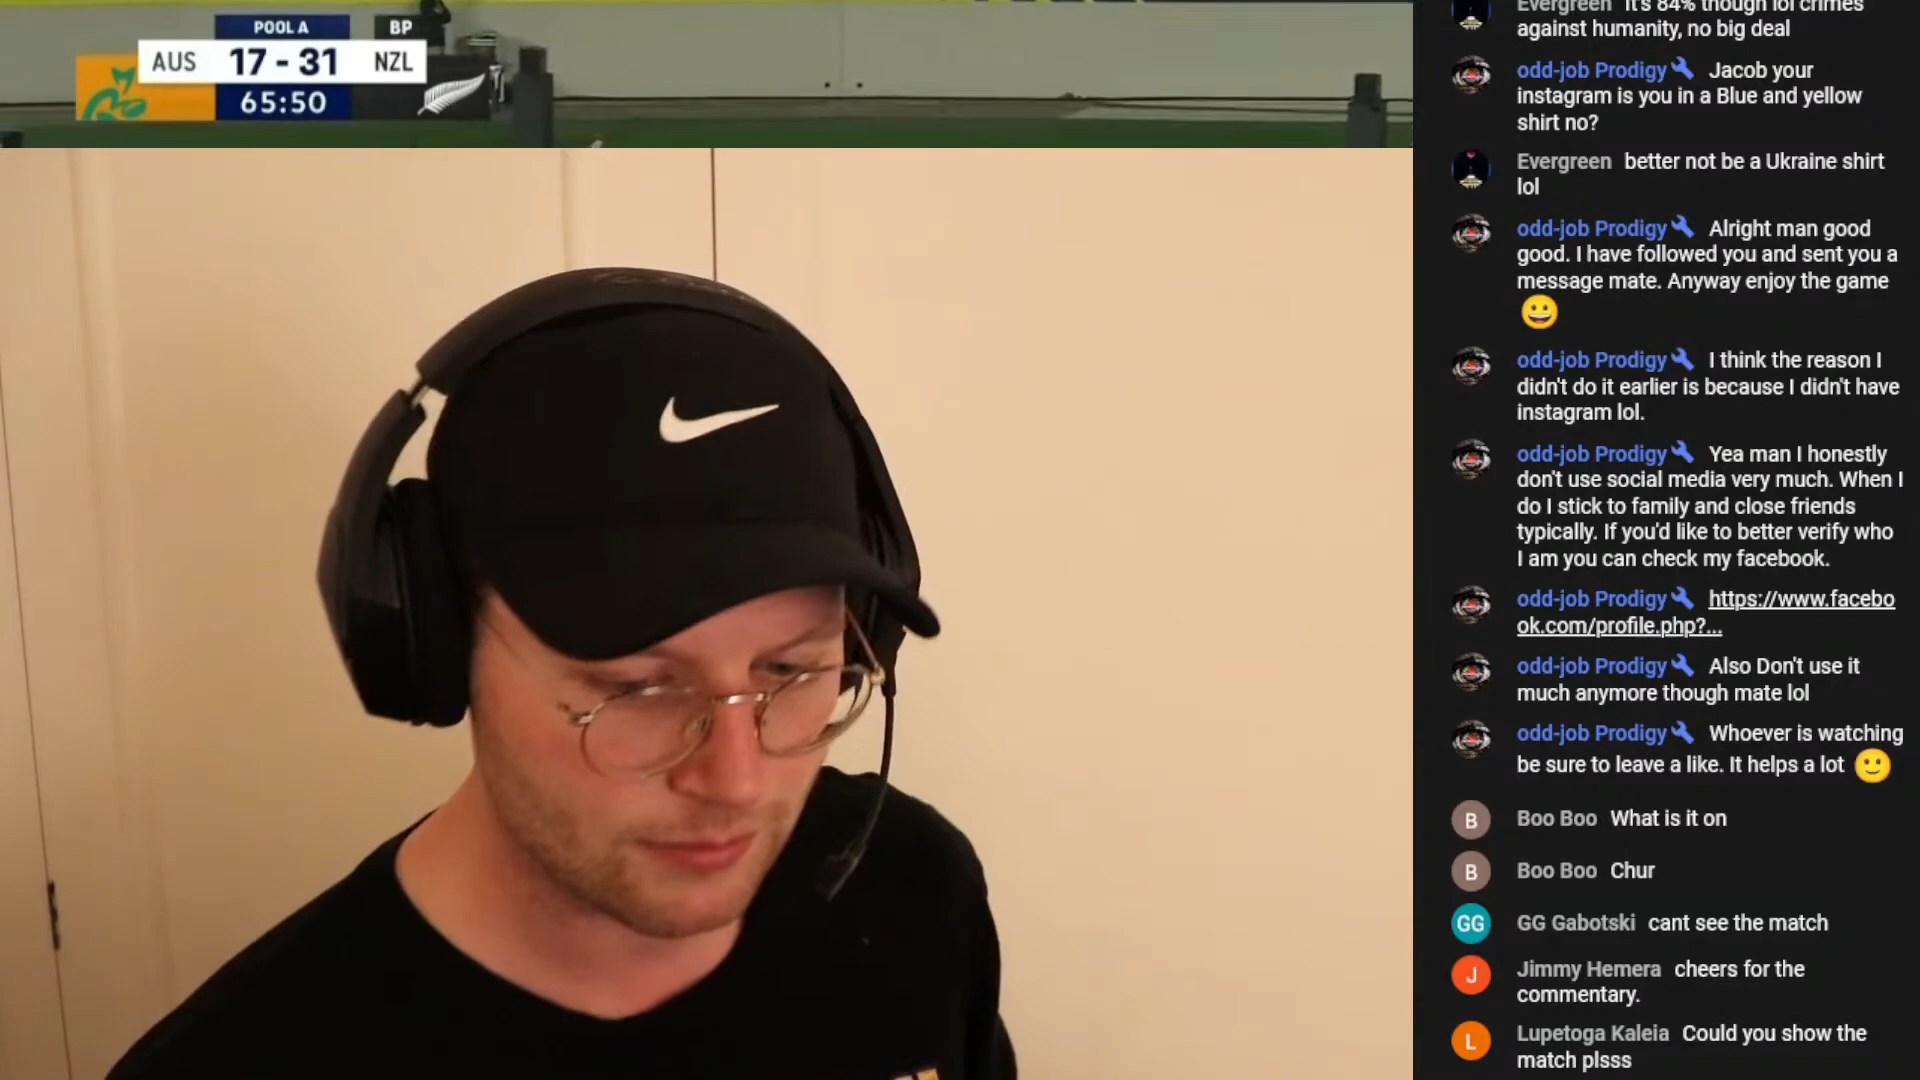 POOL A
BP
AUS 17 - 31 NZL
65:50
Evergreen It's 84% though lol crimes
against humanity, no big deal
odd-job Prodigy Jacob your
instagram is you in a Blue and yellow
shirt no?
Evergreen better not be a Ukraine shirt
lol
odd-job Prodigy Alright man good
good. I have followed you and sent you a
message mate. Anyway enjoy the game
odd-job Prodigy I think the reason I
didn't do it earlier is because I didn't have
instagram lol.
odd-job Prodigy Yea man I honestly
don't use social media very much. When I
do I stick to family and close friends
typically. If you'd like to better verify who
I am you can check my facebook.
odd-job Prodigy https://www.facebo
ok.com/profile.php?...
odd-job Prodigy Also Don't use it
much anymore though mate lol
odd-job Prodigy Whoever is watching
be sure to leave a like. It helps a lot
B Boo Boo What is it on
B Boo Boo Chur
GG GG Gabotski cant see the match
J Jimmy Hemera cheers for the
commentary.
L Lupetoga Kaleia Could you show the
match plsss